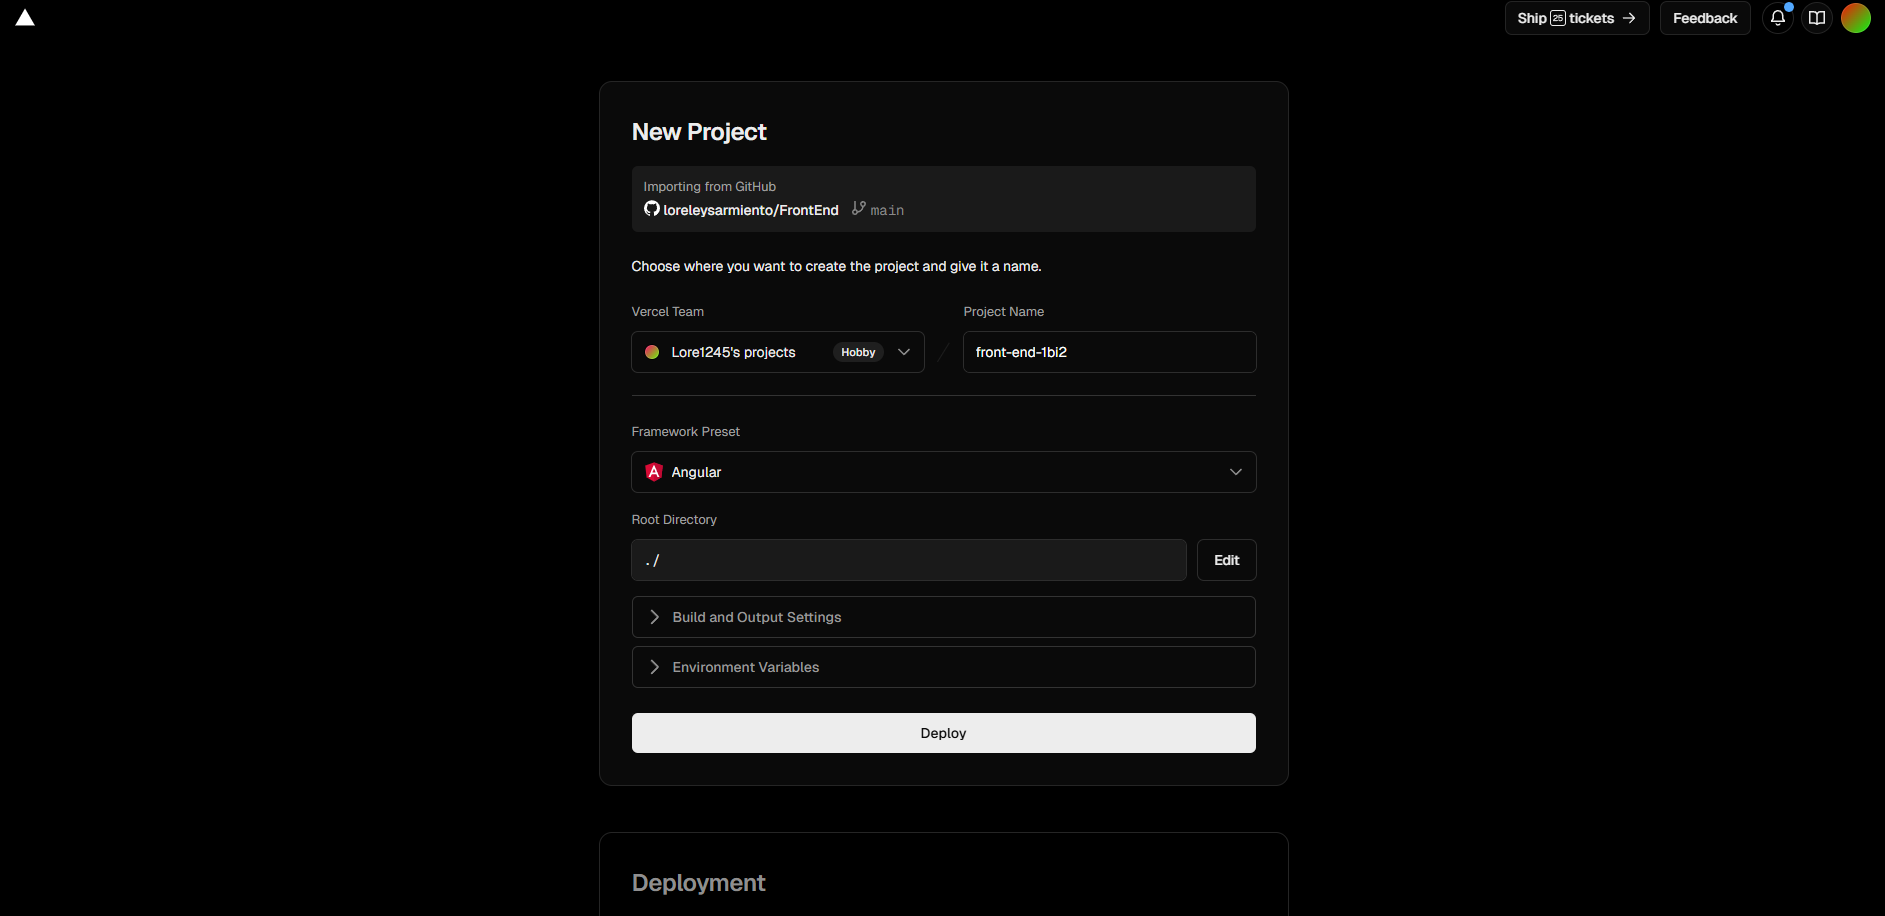 Ship 25 tickets → Feedback
New Project
Importing from GitHub
loreleysarmiento/FrontEnd main
Choose where you want to create the project and give it a name.
Vercel Team Project Name
Lore1245's projects Hobby / front-end-1bi2
Framework Preset
Angular
Root Directory
./ Edit
Build and Output Settings
Environment Variables
Deploy
Deployment